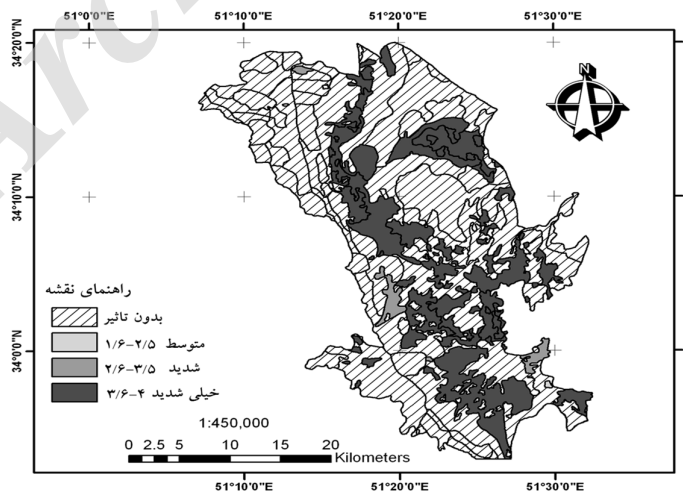 51°0'0"E
51°10'0"E
51°20'0"E
51°30'0"E
34°20'0"N
34°10'0"N
34°0'0"N
N
راهنمای نقشه
بدون تاثیر
متوسط ۱/۶-۲/۵
شدید ۲/۶-۳/۵
خیلی شدید ۳/۶-۴
1:450,000
0 2.5 5 10 15 20
Kilometers
51°10'0"E
51°20'0"E
51°30'0"E